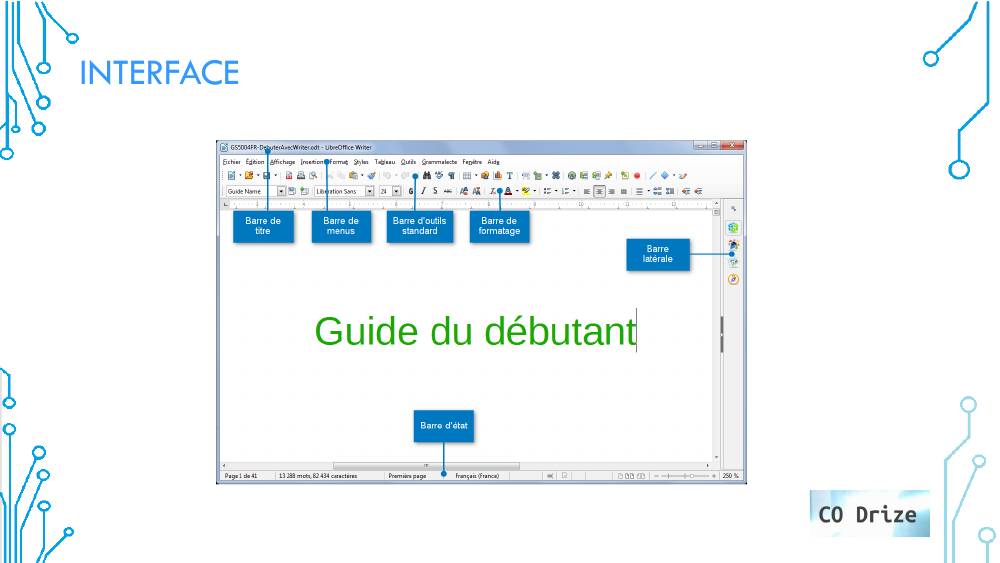 INTERFACE
GS5004FR-DébuterAvecWriter.odt - LibreOffice Writer
Fichier Édition Affichage Insertion Format Styles Tableau Outils Grammalecte Fenêtre Aide
Guide Name Liberation Sans 24
Barre de
titre
Barre de
menus
Barre d'outils
standard
Barre de
formatage
Barre
latérale
Guide du débutant
Barre d'état
Page 1 de 41 13 288 mots, 82 434 caractères Première page français (France) 250 %
CO Drize